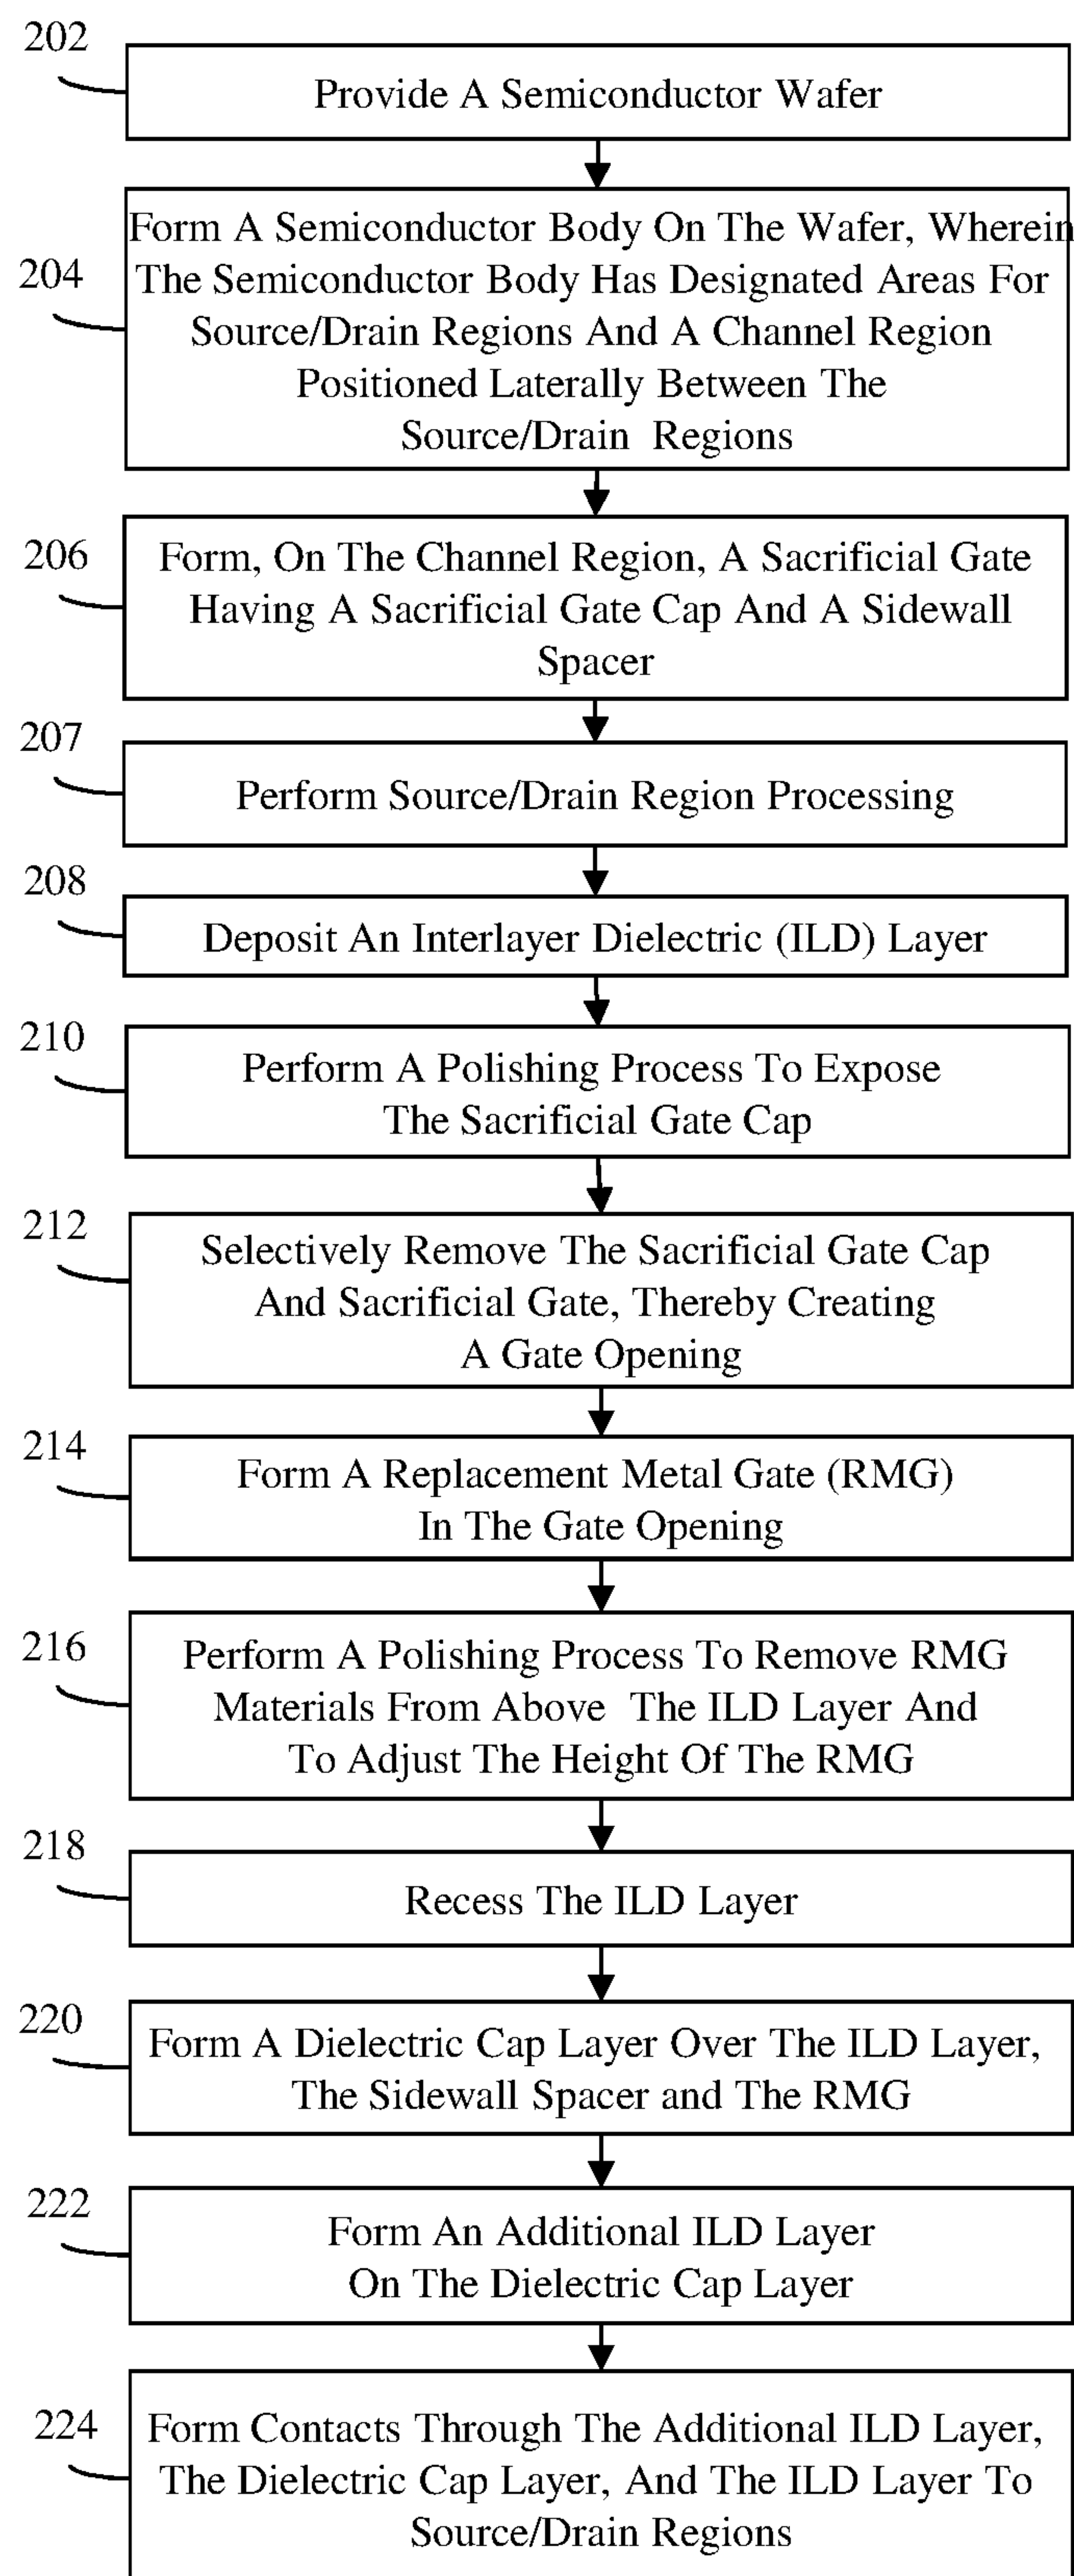 202
Provide A Semiconductor Wafer
204
Form A Semiconductor Body On The Wafer, Wherein
The Semiconductor Body Has Designated Areas For
Source/Drain Regions And A Channel Region
Positioned Laterally Between The
Source/Drain Regions
206
Form, On The Channel Region, A Sacrificial Gate
Having A Sacrificial Gate Cap And A Sidewall
Spacer
207
Perform Source/Drain Region Processing
208
Deposit An Interlayer Dielectric (ILD) Layer
210
Perform A Polishing Process To Expose
The Sacrificial Gate Cap
212
Selectively Remove The Sacrificial Gate Cap
And Sacrificial Gate, Thereby Creating
A Gate Opening
214
Form A Replacement Metal Gate (RMG)
In The Gate Opening
216
Perform A Polishing Process To Remove RMG
Materials From Above The ILD Layer And
To Adjust The Height Of The RMG
218
Recess The ILD Layer
220
Form A Dielectric Cap Layer Over The ILD Layer,
The Sidewall Spacer and The RMG
222
Form An Additional ILD Layer
On The Dielectric Cap Layer
224
Form Contacts Through The Additional ILD Layer,
The Dielectric Cap Layer, And The ILD Layer To
Source/Drain Regions